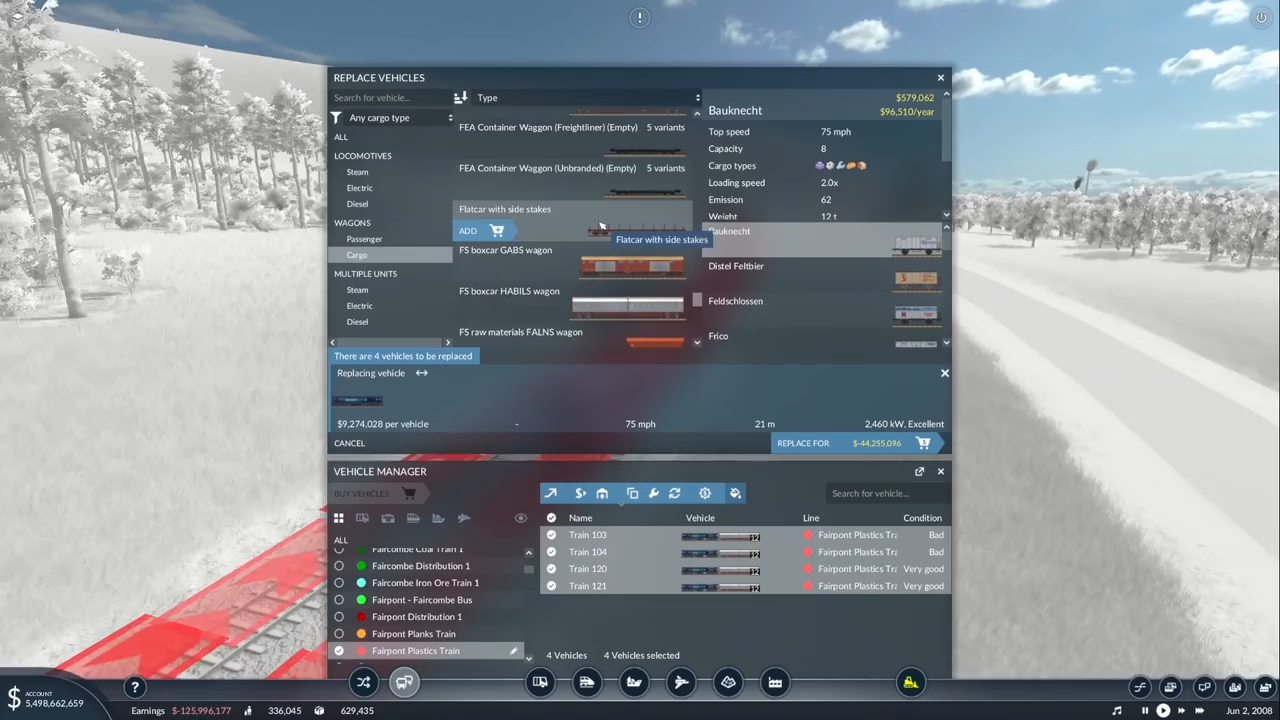 REPLACE VEHICLES
Search for vehicle...
Type
Any cargo type
ALL
LOCOMOTIVES
Steam
Electric
Diesel
WAGONS
Passenger
Cargo
MULTIPLE UNITS
Steam
Electric
Diesel
FEA Container Waggon (Freightliner) (Empty) 5 variants
FEA Container Waggon (Unbranded) (Empty) 5 variants
Flatcar with side stakes
ADD
Flatcar with side stakes
FS boxcar GABS wagon
FS boxcar HABILS wagon
FS raw materials FALNS wagon
$579,062
Bauknecht $96,510/year
Top speed 75 mph
Capacity 8
Cargo types
Loading speed 2.0x
Emission 62
Weight 12 t
Bauknecht
Distel Feltbier
Feldschlossen
Frico
There are 4 vehicles to be replaced
Replacing vehicle
$9,274,028 per vehicle - 75 mph 21 m 2,460 kW, Excellent
CANCEL REPLACE FOR $-44,255,096
VEHICLE MANAGER
BUY VEHICLES
Search for vehicle...
ALL
Faircombe Coal Train 1
Faircombe Distribution 1
Faircombe Iron Ore Train 1
Fairpont - Faircombe Bus
Fairpont Distribution 1
Fairpont Planks Train
Fairpont Plastics Train
Name Vehicle Line Condition
Train 103 12 Fairpont Plastics Tra Bad
Train 104 12 Fairpont Plastics Tra Bad
Train 120 12 Fairpont Plastics Tra Very good
Train 121 12 Fairpont Plastics Tra Very good
4 Vehicles 4 Vehicles selected
$ ACCOUNT
5,498,662,659
?
Earnings $-125,996,177 336,045 629,435
Jun 2, 2008